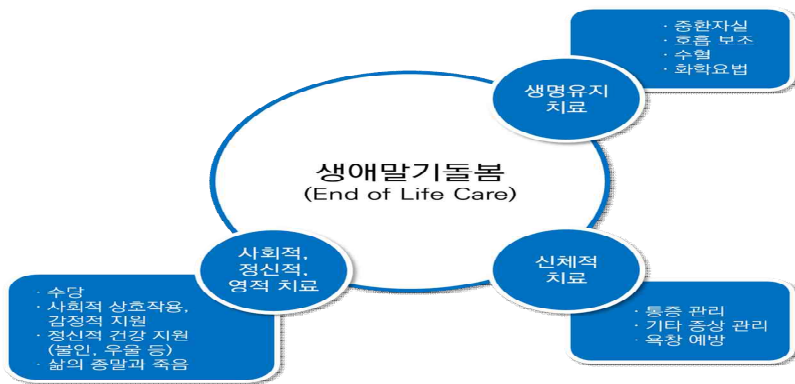 · 중환자실
· 호흡 보조
· 수혈
· 화학요법
생명유지
치료
생애말기돌봄
(End of Life Care)
사회적,
정신적,
영적 치료
신체적
치료
· 수당
· 사회적 상호작용,
감정적 지원
· 정신적 건강 지원
(불인, 우울 등)
· 삶의 종말과 죽음
· 통증 관리
· 기타 증상 관리
· 욕창 예방